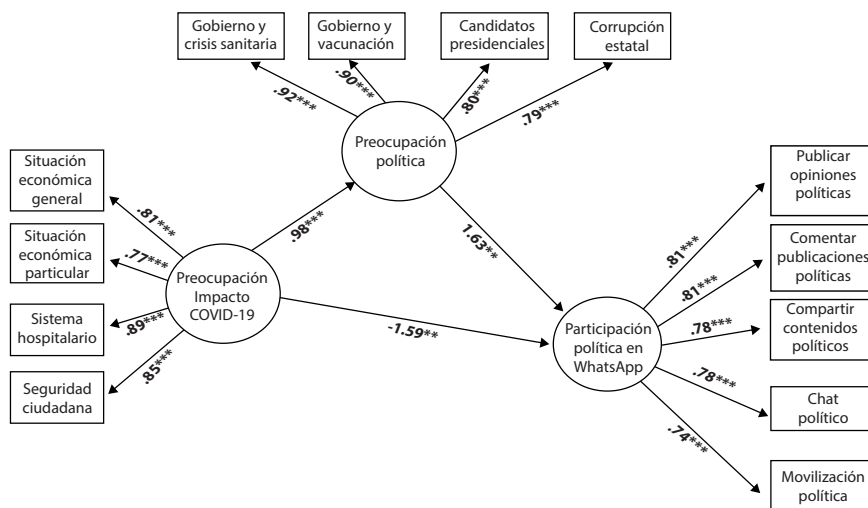 Gobierno y
crisis sanitaria
Gobierno y
vacunación
Candidatos
presidenciales
Corrupción
estatal
.92***
.90***
.80***
.79***
Preocupación
política
Situación
económica
general
Situación
económica
particular
Sistema
hospitalario
Seguridad
ciudadana
.81***
.77***
.89***
.85***
Preocupación
Impacto
COVID-19
.98***
1.63**
-1.59**
Participación
política en
WhatsApp
.81***
.81***
.78***
.78***
.74***
Publicar
opiniones
políticas
Comentar
publicaciones
políticas
Compartir
contenidos
políticos
Chat
político
Movilización
política